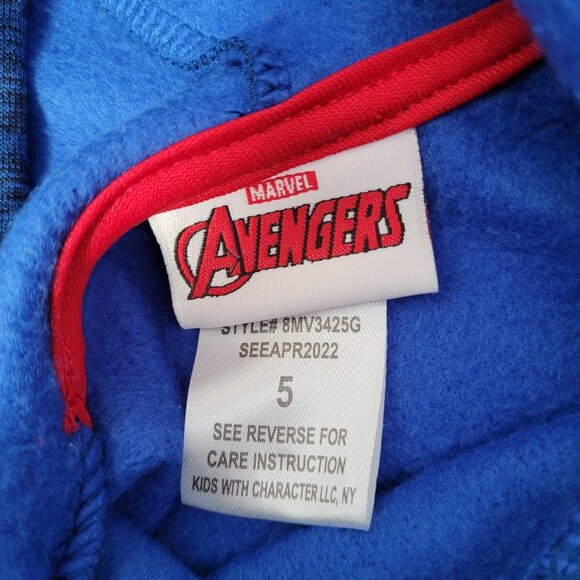 MARVEL
AVENGERS
STYLE# 8MV3425G
SEEAPR2022
5
SEE REVERSE FOR
CARE INSTRUCTION
KIDS WITH CHARACTER LLC, NY